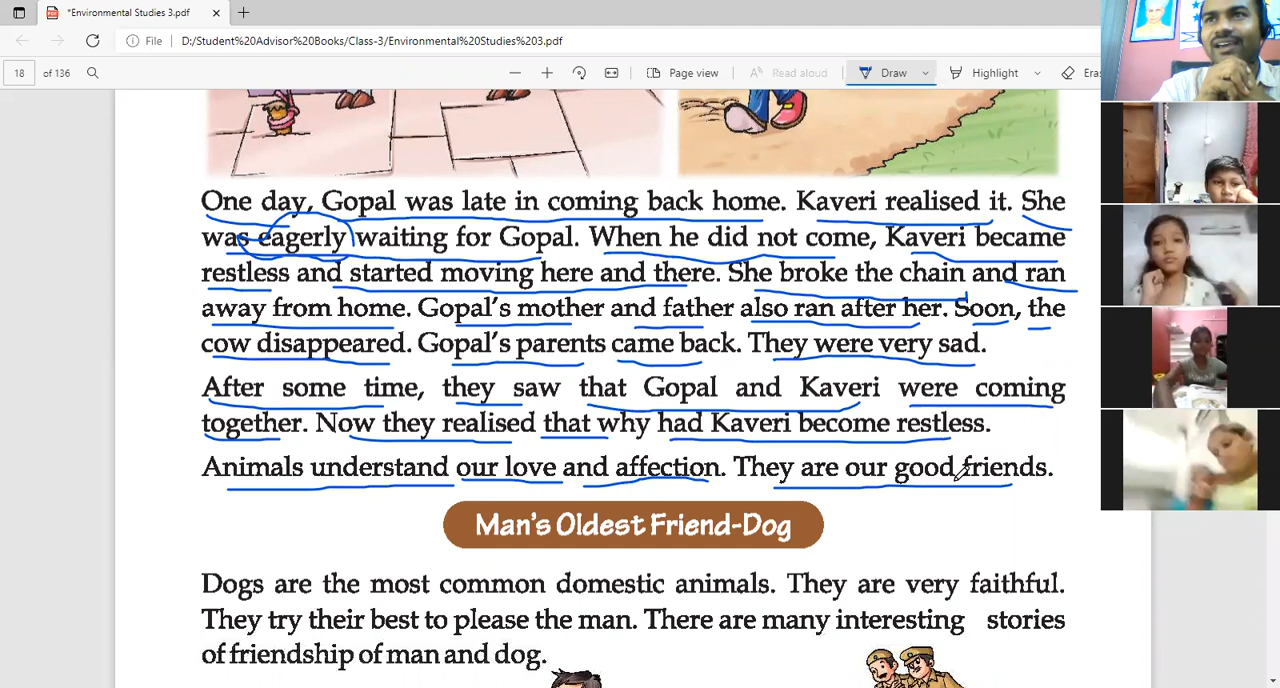 *Environmental Studies 3.pdf
File D:/Student%20Advisor%20Books/Class-3/Environmental%20Studies%203.pdf
18 of 136 Page view Read aloud Draw Highlight Eras
One day, Gopal was late in coming back home. Kaveri realised it. She
was eagerly waiting for Gopal. When he did not come, Kaveri became
restless and started moving here and there. She broke the chain and ran
away from home. Gopal's mother and father also ran after her. Soon, the
cow disappeared. Gopal's parents came back. They were very sad.
After some time, they saw that Gopal and Kaveri were coming
together. Now they realised that why had Kaveri become restless.
Animals understand our love and affection. They are our good friends.
Man's Oldest Friend-Dog
Dogs are the most common domestic animals. They are very faithful.
They try their best to please the man. There are many interesting stories
of friendship of man and dog.